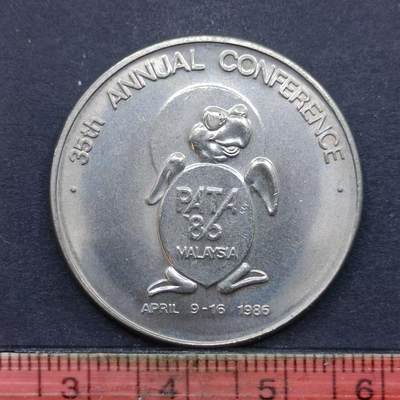 · 35th ANNUAL CONFERENCE ·
PATA
'86
MALAYSIA
APRIL 9-16 1986
3 4 5 6